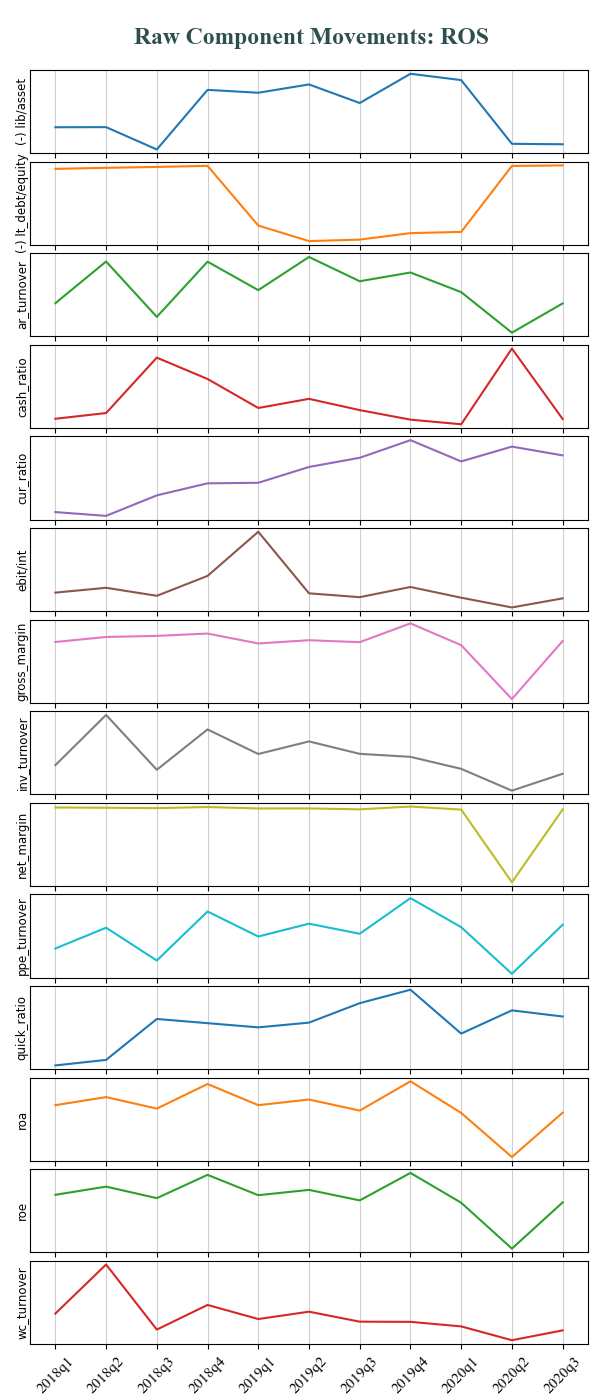 Raw Component Movements: ROS
(-) lib/asset
(-) lt_debt/equity
ar_turnover
cash_ratio
cur_ratio
ebit/int
gross_margin
inv_turnover
net_margin
ppe_turnover
quick_ratio
roa
roe
wc_turnover
2018q1 2018q2 2018q3 2018q4 2019q1 2019q2 2019q3 2019q4 2020q1 2020q2 2020q3